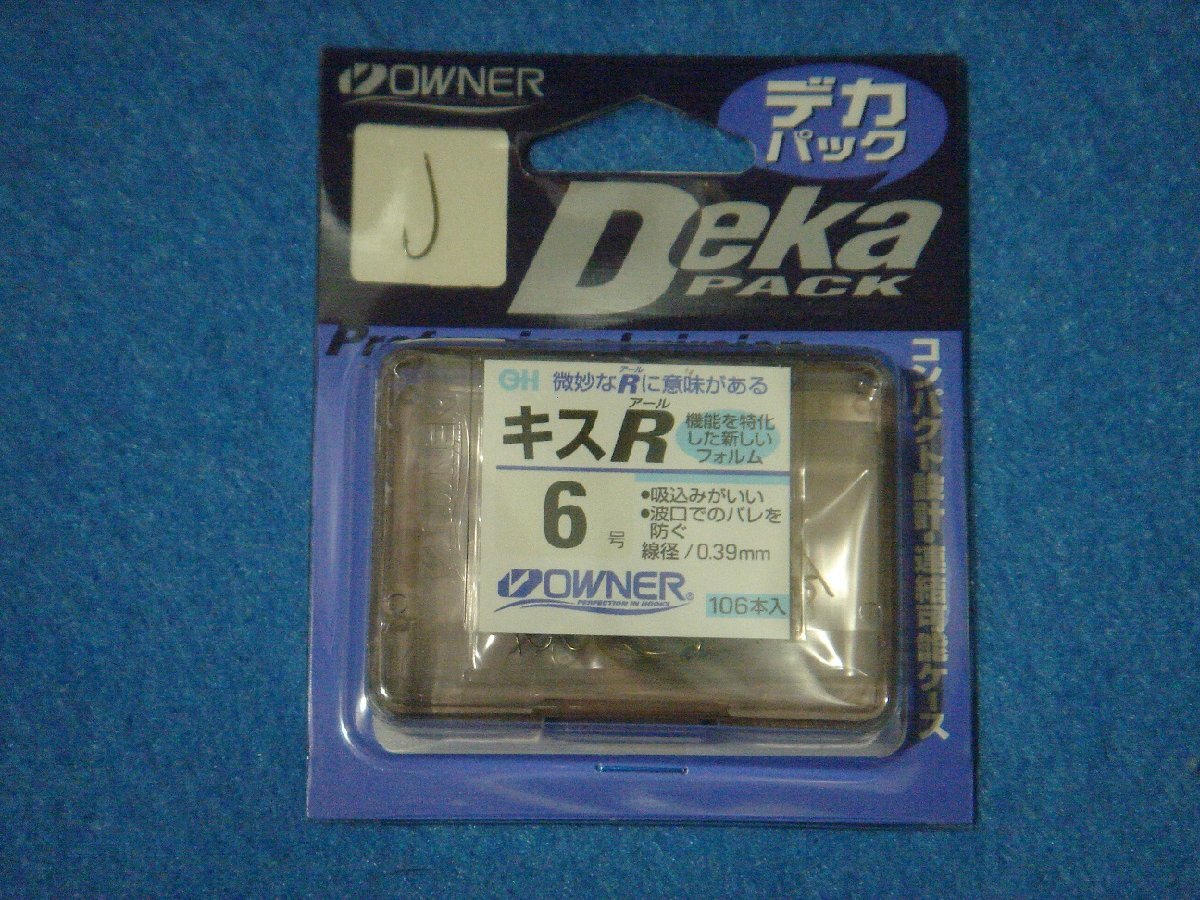 OWNER
デカ
パック
Deka
PACK
OH 微妙なRに意味がある
アール
キスR
アール
機能を特化
した新しい
フォルム
6号
•吸込みがいい
•波口でのバレを
防ぐ
線径/0.39mm
OWNER®
PERFECTION IN HOOKS
106本入
コンパクト設計・連結可能ケース